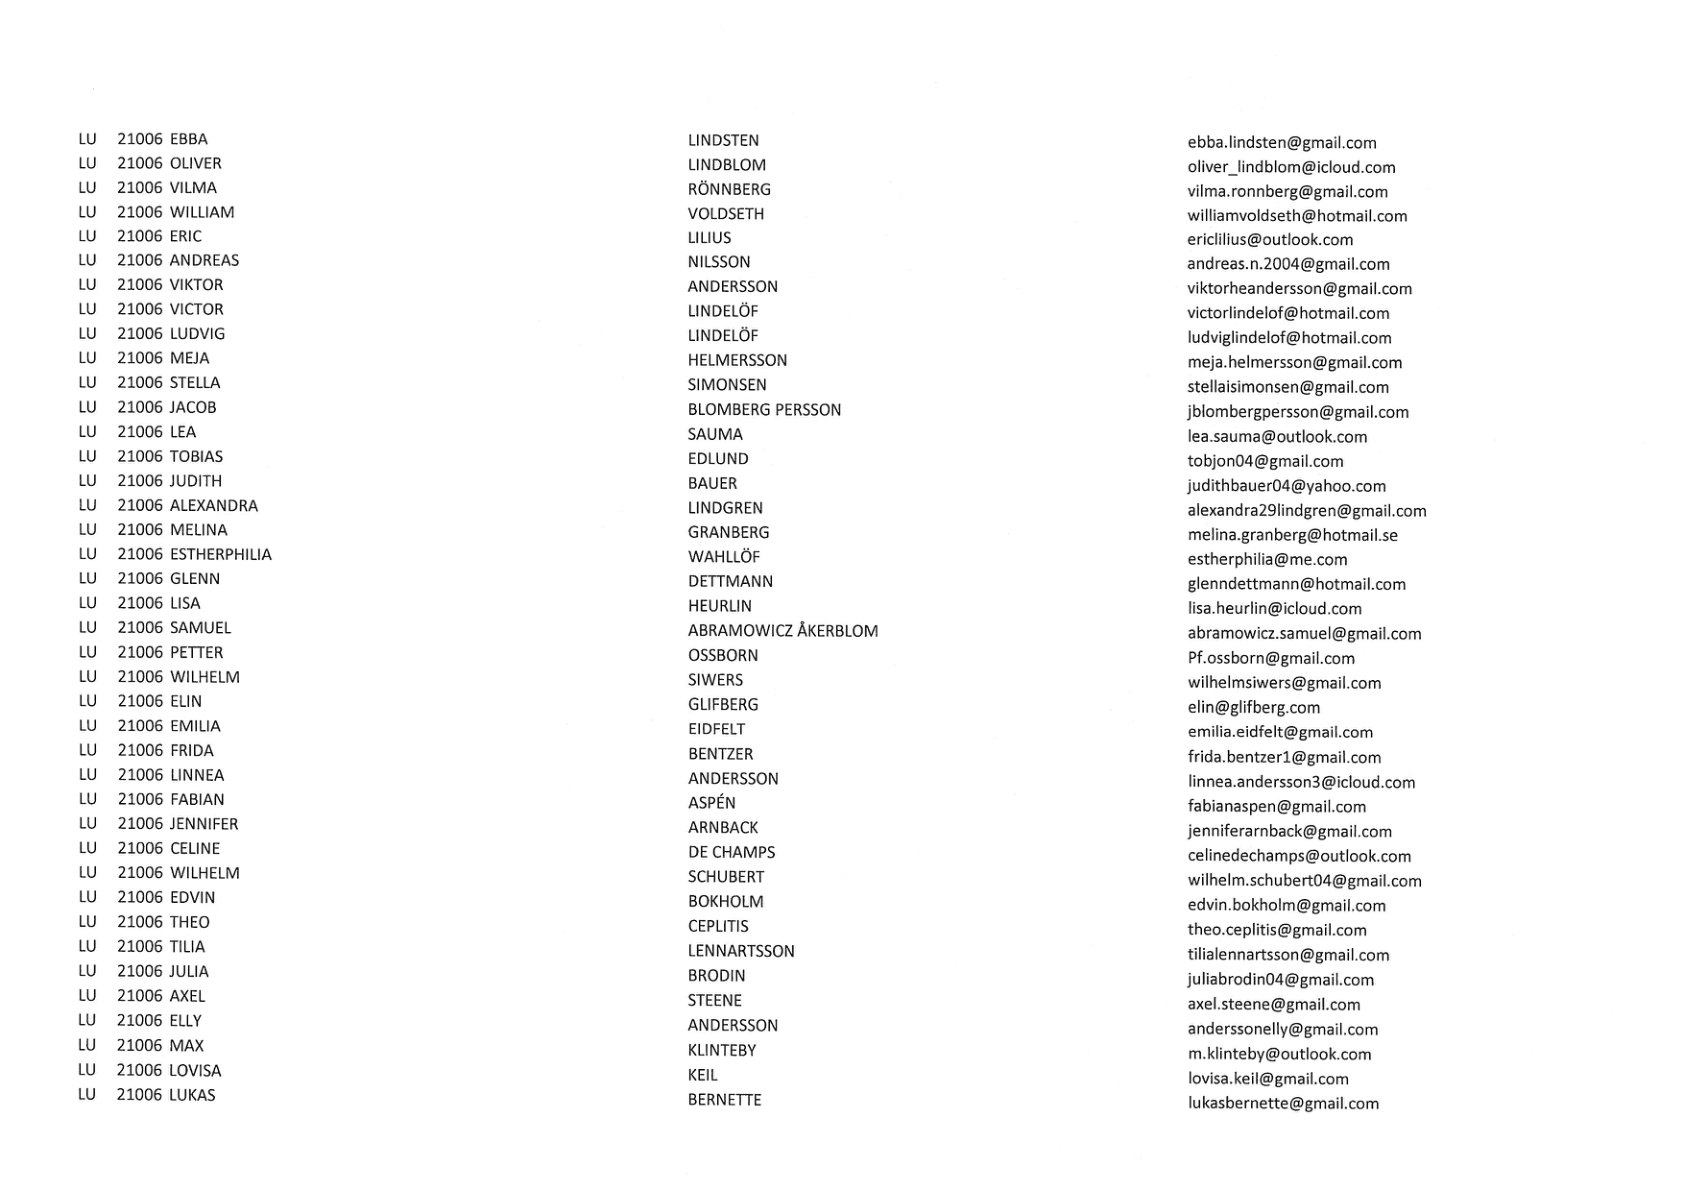 LU 21006 EBBA LINDSTEN ebba.lindsten@gmail.com
LU 21006 OLIVER LINDBLOM oliver_lindblom@icloud.com
LU 21006 VILMA RÖNNBERG vilma.ronnberg@gmail.com
LU 21006 WILLIAM VOLDSETH williamvoldseth@hotmail.com
LU 21006 ERIC LILIUS ericlilius@outlook.com
LU 21006 ANDREAS NILSSON andreas.n.2004@gmail.com
LU 21006 VIKTOR ANDERSSON viktorheandersson@gmail.com
LU 21006 VICTOR LINDELÖF victorlindelof@hotmail.com
LU 21006 LUDVIG LINDELÖF ludviglindelof@hotmail.com
LU 21006 MEJA HELMERSSON meja.helmersson@gmail.com
LU 21006 STELLA SIMONSEN stellaisimonsen@gmail.com
LU 21006 JACOB BLOMBERG PERSSON jblombergpersson@gmail.com
LU 21006 LEA SAUMA lea.sauma@outlook.com
LU 21006 TOBIAS EDLUND tobjon04@gmail.com
LU 21006 JUDITH BAUER judithbauer04@yahoo.com
LU 21006 ALEXANDRA LINDGREN alexandra29lindgren@gmail.com
LU 21006 MELINA GRANBERG melina.granberg@hotmail.se
LU 21006 ESTHERPHILIA WAHLLÖF estherphilia@me.com
LU 21006 GLENN DETTMANN glenndettmann@hotmail.com
LU 21006 LISA HEURLIN lisa.heurlin@icloud.com
LU 21006 SAMUEL ABRAMOWICZ ÅKERBLOM abramowicz.samuel@gmail.com
LU 21006 PETTER OSSBORN Pf.ossborn@gmail.com
LU 21006 WILHELM SIWERS wilhelmsiwers@gmail.com
LU 21006 ELIN GLIFBERG elin@glifberg.com
LU 21006 EMILIA EIDFELT emilia.eidfelt@gmail.com
LU 21006 FRIDA BENTZER frida.bentzer1@gmail.com
LU 21006 LINNEA ANDERSSON linnea.andersson3@icloud.com
LU 21006 FABIAN ASPÉN fabianaspen@gmail.com
LU 21006 JENNIFER ARNBACK jenniferarnback@gmail.com
LU 21006 CELINE DE CHAMPS celinedechamps@outlook.com
LU 21006 WILHELM SCHUBERT wilhelm.schubert04@gmail.com
LU 21006 EDVIN BOKHOLM edvin.bokholm@gmail.com
LU 21006 THEO CEPLITIS theo.ceplitis@gmail.com
LU 21006 TILIA LENNARTSSON tilialennartsson@gmail.com
LU 21006 JULIA BRODIN juliabrodin04@gmail.com
LU 21006 AXEL STEENE axel.steene@gmail.com
LU 21006 ELLY ANDERSSON anderssonelly@gmail.com
LU 21006 MAX KLINTEBY m.klinteby@outlook.com
LU 21006 LOVISA KEIL lovisa.keil@gmail.com
LU 21006 LUKAS BERNETTE lukasbernette@gmail.com